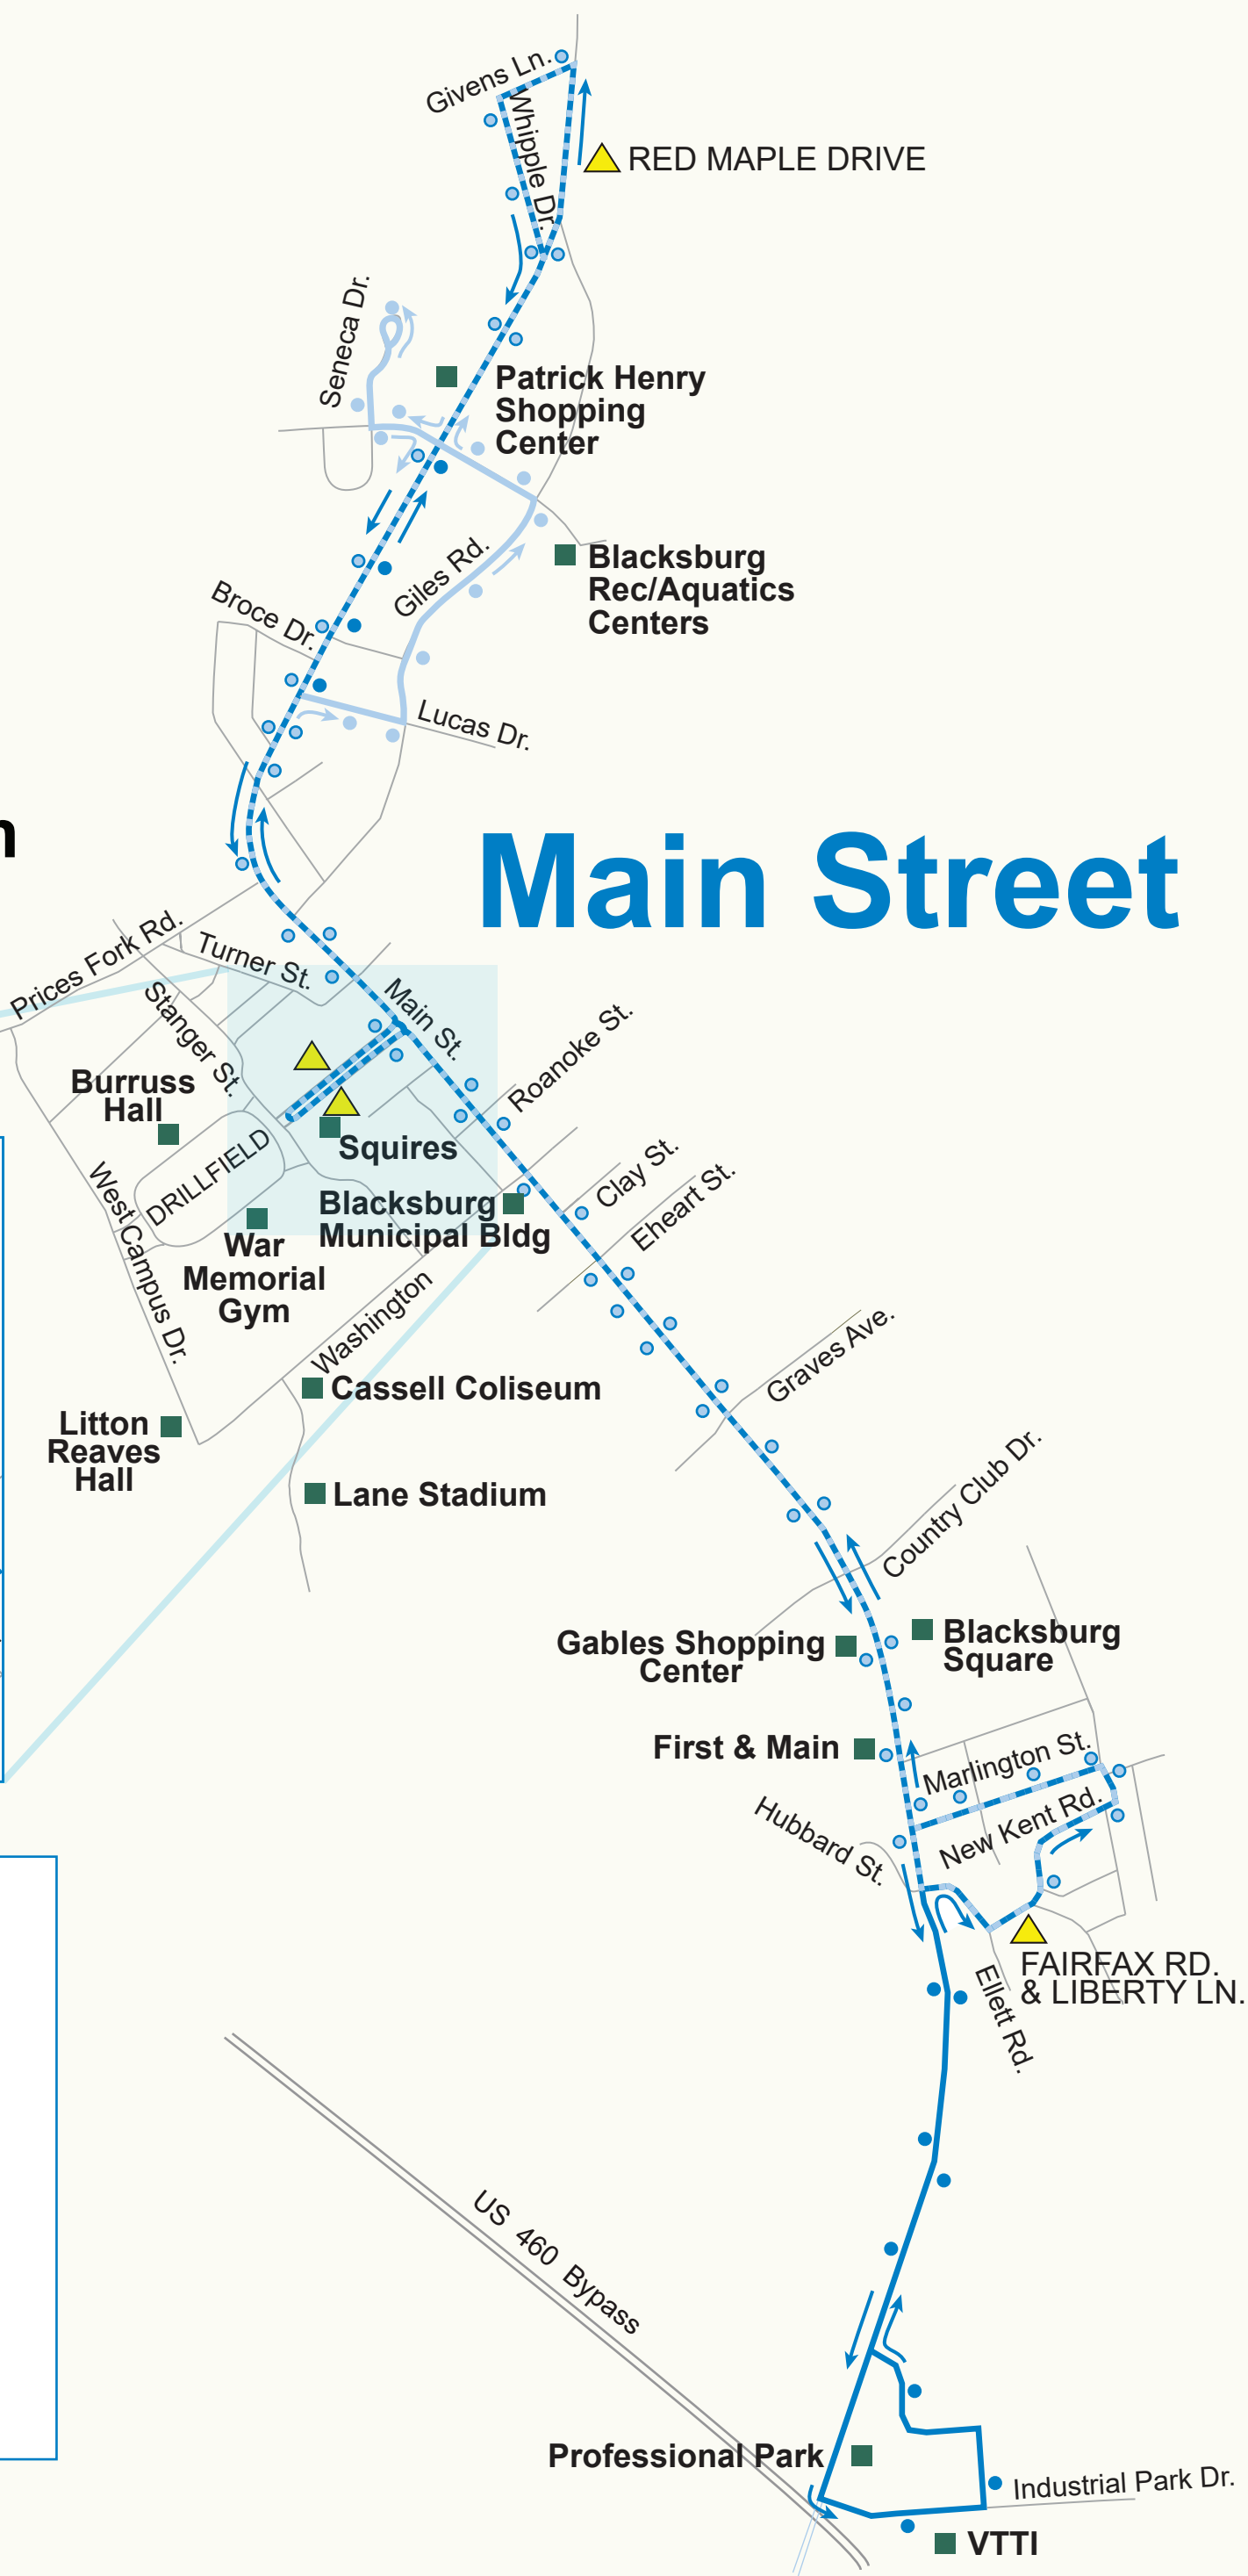 Givens Ln.
Whipple Dr.
RED MAPLE DRIVE
Seneca Dr.
Patrick Henry
Shopping
Center
Giles Rd.
Blacksburg
Rec/Aquatics
Centers
Broce Dr.
Lucas Dr.
n
Main Street
Prices Fork Rd.
Turner St.
Stanger St.
Main St.
Roanoke St.
Burruss
Hall
Squires
DRILLFIELD
Clay St.
Eheart St.
Blacksburg
Municipal Bldg
War
Memorial
Gym
West Campus Dr.
Washington
Graves Ave.
Cassell Coliseum
Litton
Reaves
Hall
Lane Stadium
Country Club Dr.
Gables Shopping
Center
Blacksburg
Square
First & Main
Marlington St.
New Kent Rd.
Hubbard St.
FAIRFAX RD.
& LIBERTY LN.
Ellett Rd.
US 460 Bypass
Professional Park
Industrial Park Dr.
VTTI